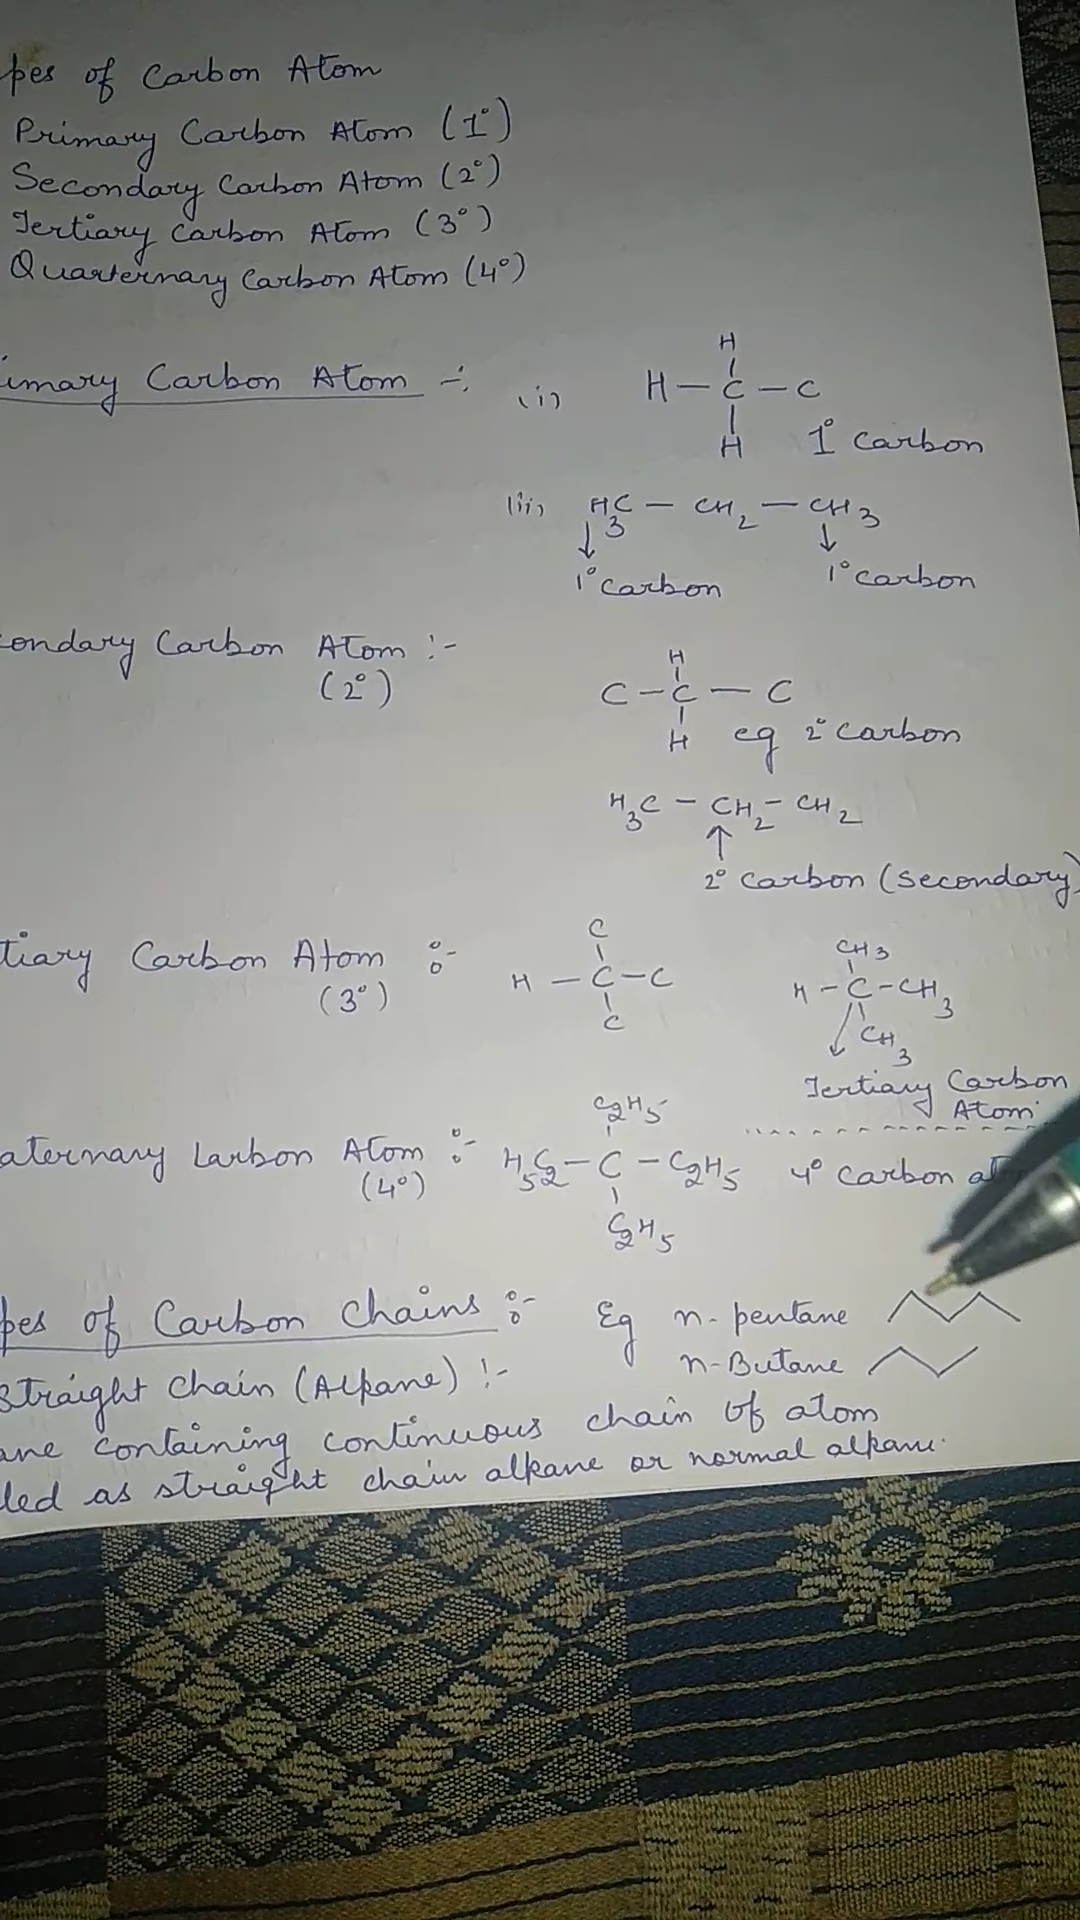 pes of Carbon Atom
Primary Carbon Atom (1°)
Secondary Carbon Atom (2°)
Tertiary Carbon Atom (3°)
Quarternary Carbon Atom (4°)
imary Carbon Atom -:
(i)
H
H — C — C
H
1° Carbon
(ii)
H3C — CH2 — CH3
1° carbon
1° carbon
condary Carbon Atom :-
(2°)
H
C — C — C
H
eg 2° Carbon
H3C — CH2 — CH2
2° Carbon (secondary)
tiary Carbon Atom :-
(3°)
C
H — C — C
C
CH3
H — C — CH3
CH3
Tertiary Carbon
Atom
aternary Carbon Atom :-
(4°)
C2H5
H5C2 — C — C2H5
C2H5
4° Carbon at
pes of Carbon Chains :-
Eg n-pentane
n-Butane
straight chain (Alkane) :-
ane containing continuous chain of atom
led as straight chain alkane or normal alkane.